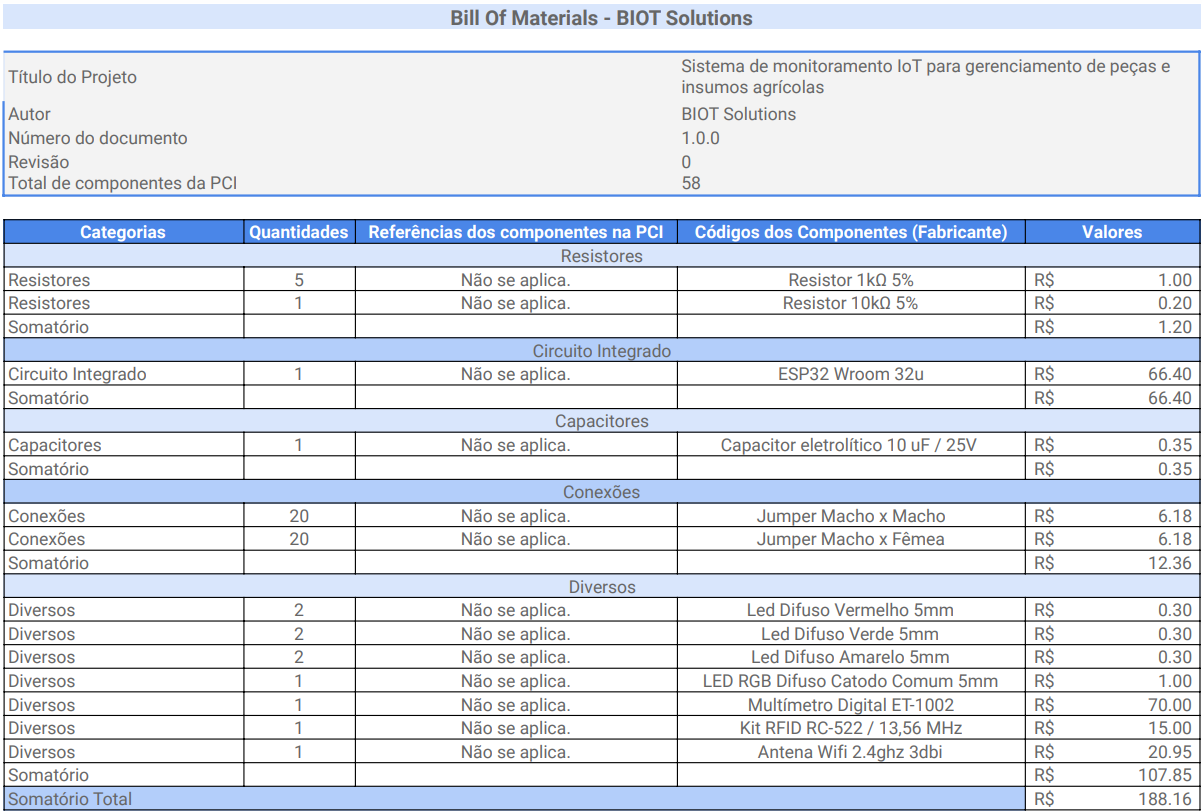 Bill Of Materials - BIOT Solutions
Título do Projeto Sistema de monitoramento IoT para gerenciamento de peças e
insumos agrícolas
Autor BIOT Solutions
Número do documento 1.0.0
Revisão 0
Total de componentes da PCI 58
Categorias Quantidades Referências dos componentes na PCI Códigos dos Componentes (Fabricante) Valores
Resistores
Resistores 5 Não se aplica. Resistor 1kΩ 5% R$ 1.00
Resistores 1 Não se aplica. Resistor 10kΩ 5% R$ 0.20
Somatório R$ 1.20
Circuito Integrado
Circuito Integrado 1 Não se aplica. ESP32 Wroom 32u R$ 66.40
Somatório R$ 66.40
Capacitores
Capacitores 1 Não se aplica. Capacitor eletrolítico 10 uF / 25V R$ 0.35
Somatório R$ 0.35
Conexões
Conexões 20 Não se aplica. Jumper Macho x Macho R$ 6.18
Conexões 20 Não se aplica. Jumper Macho x Fêmea R$ 6.18
Somatório R$ 12.36
Diversos
Diversos 2 Não se aplica. Led Difuso Vermelho 5mm R$ 0.30
Diversos 2 Não se aplica. Led Difuso Verde 5mm R$ 0.30
Diversos 2 Não se aplica. Led Difuso Amarelo 5mm R$ 0.30
Diversos 1 Não se aplica. LED RGB Difuso Catodo Comum 5mm R$ 1.00
Diversos 1 Não se aplica. Multímetro Digital ET-1002 R$ 70.00
Diversos 1 Não se aplica. Kit RFID RC-522 / 13,56 MHz R$ 15.00
Diversos 1 Não se aplica. Antena Wifi 2.4ghz 3dbi R$ 20.95
Somatório R$ 107.85
Somatório Total R$ 188.16